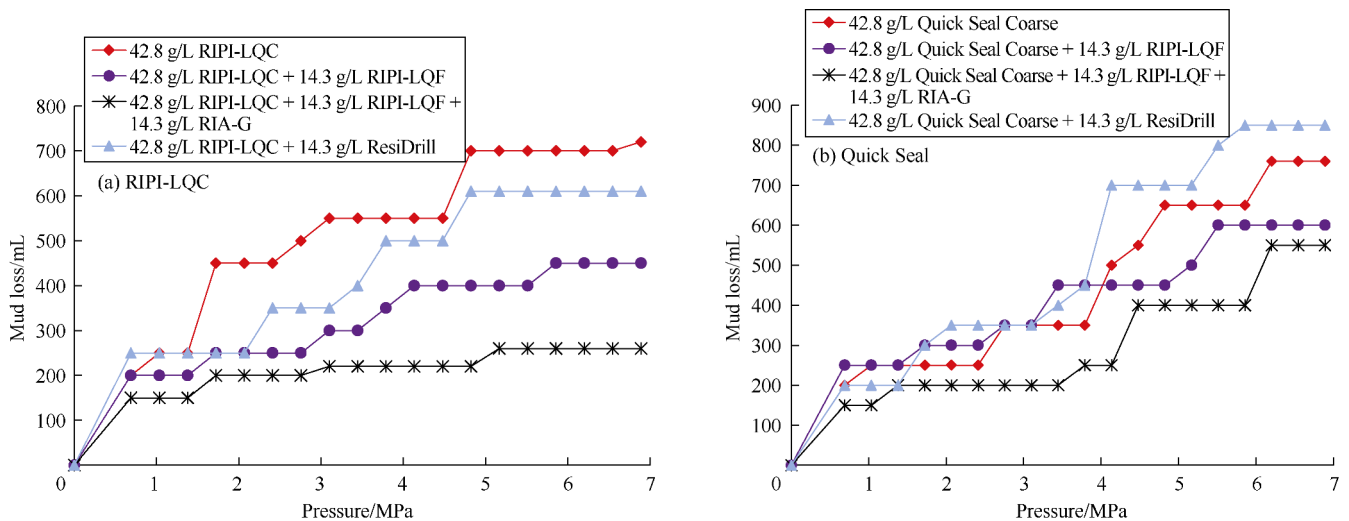 42.8 g/L RIPI-LQC
42.8 g/L RIPI-LQC + 14.3 g/L RIPI-LQF
42.8 g/L RIPI-LQC + 14.3 g/L RIPI-LQF +
14.3 g/L RIA-G
42.8 g/L RIPI-LQC + 14.3 g/L ResiDrill
(a) RIPI-LQC
800
700
600
500
400
300
200
100
0
1
2
3
4
5
6
7
Mud loss/mL
Pressure/MPa
42.8 g/L Quick Seal Coarse
42.8 g/L Quick Seal Coarse + 14.3 g/L RIPI-LQF
42.8 g/L Quick Seal Coarse + 14.3 g/L RIPI-LQF +
14.3 g/L RIA-G
42.8 g/L Quick Seal Coarse + 14.3 g/L ResiDrill
(b) Quick Seal
900
800
700
600
500
400
300
200
100
0
1
2
3
4
5
6
7
Mud loss/mL
Pressure/MPa